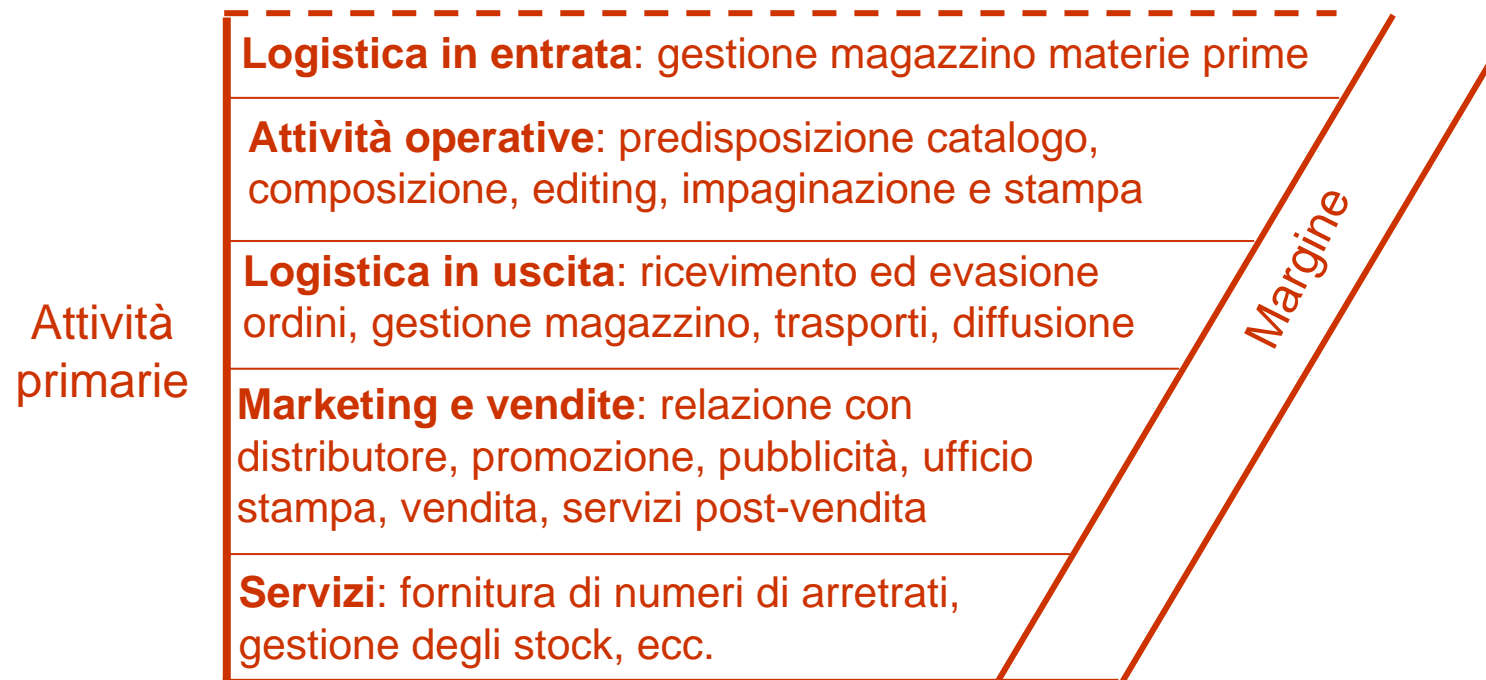 Logistica in entrata: gestione magazzino materie prime
Attività operative: predisposizione catalogo,
composizione, editing, impaginazione e stampa
Logistica in uscita: ricevimento ed evasione
ordini, gestione magazzino, trasporti, diffusione
Marketing e vendite: relazione con
distributore, promozione, pubblicità, ufficio
stampa, vendita, servizi post-vendita
Servizi: fornitura di numeri di arretrati,
gestione degli stock, ecc.
Attività
primarie
Margine